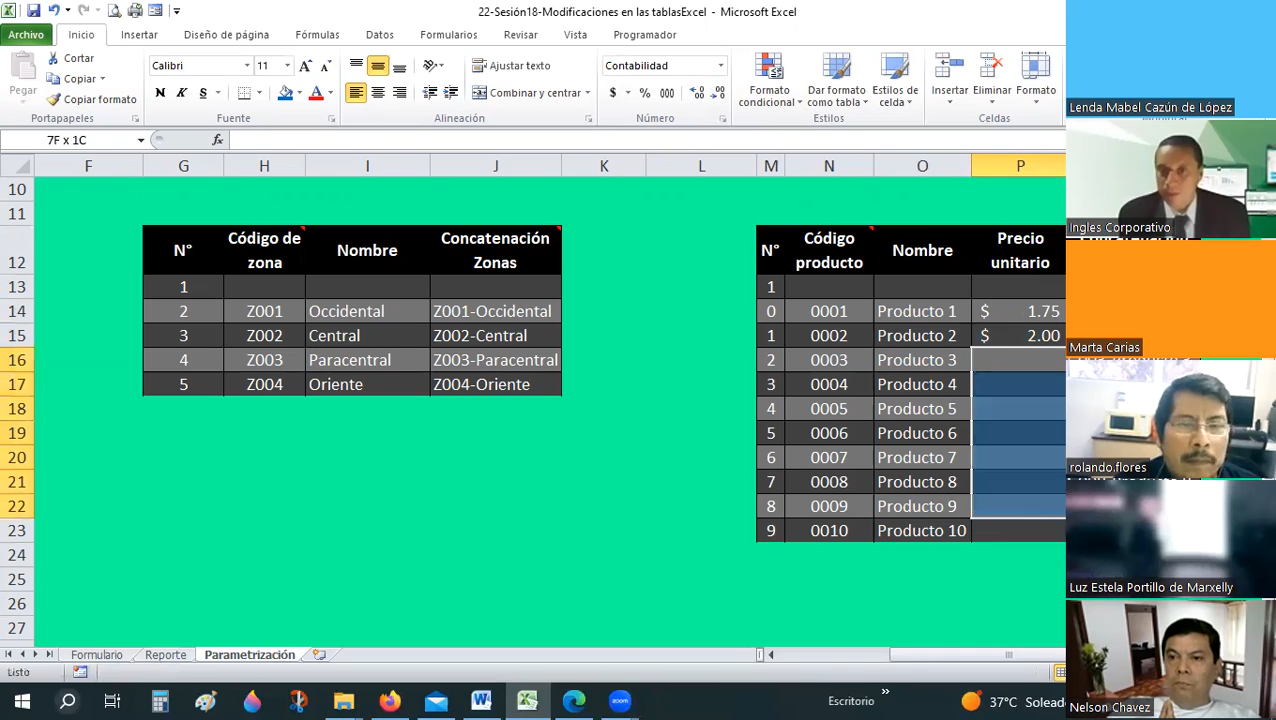 22-Sesión18-Modificaciones en las tablasExcel - Microsoft Excel
Archivo Inicio Insertar Diseño de página Fórmulas Datos Formularios Revisar Vista Programador
Pegar
Cortar
Copiar
Copiar formato
Portapapeles
Calibri 11
N K S
Fuente
Ajustar texto
Combinar y centrar
Alineación
Contabilidad
$ % 000
Número
Formato condicional
Dar formato como tabla
Estilos de celda
Estilos
Insertar Eliminar Formato
Celdas
7F x 1C fx
F G H I J K L M N O P
10
11
12 N° Código de zona Nombre Concatenación Zonas N° Código producto Nombre Precio unitario
13 1 1
14 2 Z001 Occidental Z001-Occidental 0 0001 Producto 1 $ 1.75
15 3 Z002 Central Z002-Central 1 0002 Producto 2 $ 2.00
16 4 Z003 Paracentral Z003-Paracentral 2 0003 Producto 3
17 5 Z004 Oriente Z004-Oriente 3 0004 Producto 4
18 4 0005 Producto 5
19 5 0006 Producto 6
20 6 0007 Producto 7
21 7 0008 Producto 8
22 8 0009 Producto 9
23 9 0010 Producto 10
24
25
26
27
Formulario Reporte Parametrización
Listo
Escritorio » 37°C Soleado
Lenda Mabel Cazún de López
Ingles Corporativo
Marta Carias
rolando.flores
Luz Estela Portillo de Marxelly
Nelson Chavez